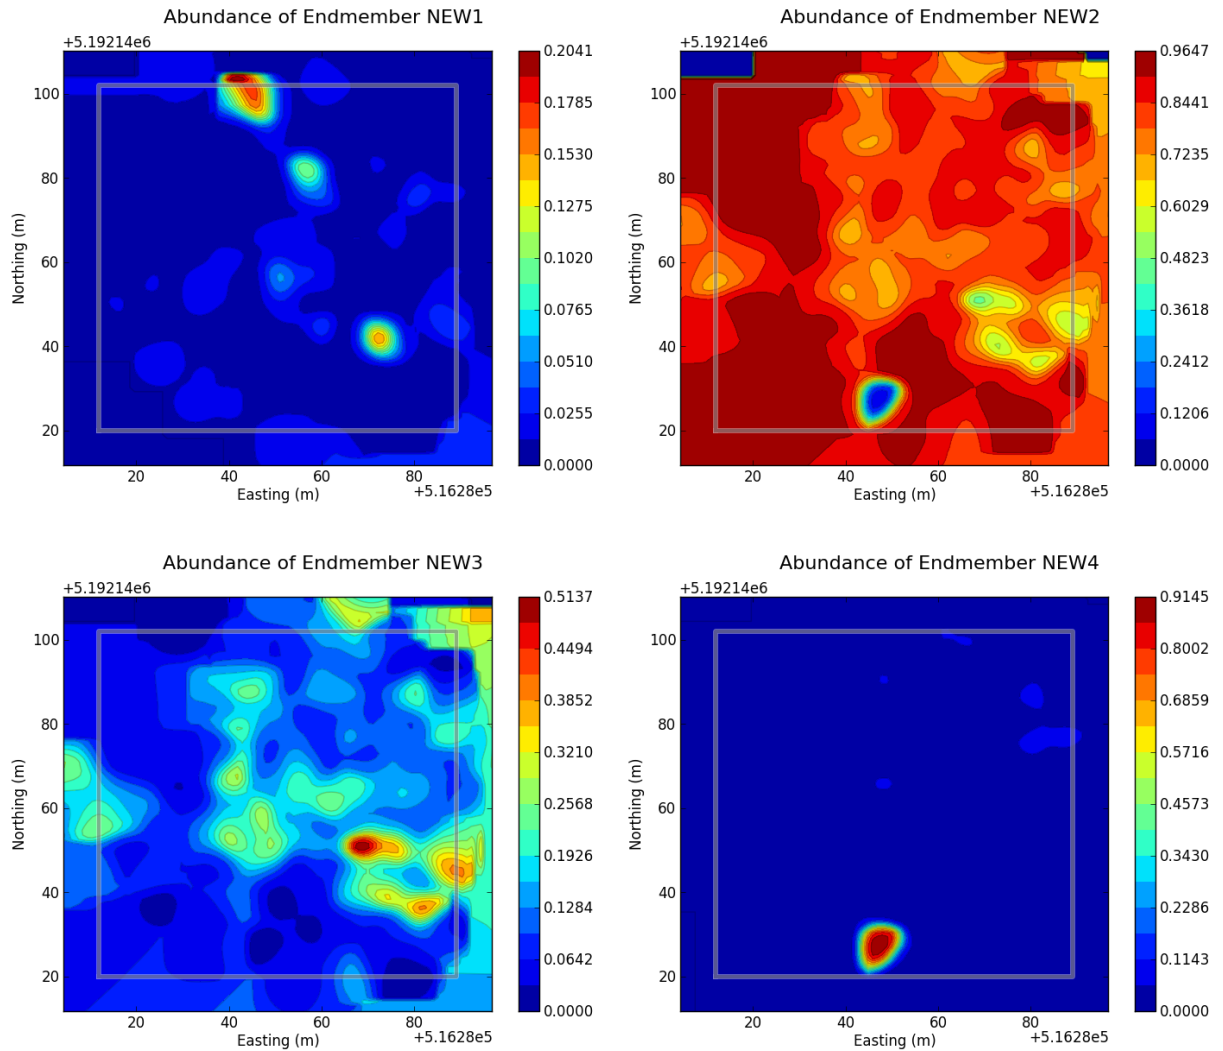 Abundance of Endmember NEW1
+5.19214e6
Northing (m)
100
80
60
40
20
20 40 60 80
Easting (m)
+5.1628e5
0.2041
0.1785
0.1530
0.1275
0.1020
0.0765
0.0510
0.0255
0.0000
Abundance of Endmember NEW2
+5.19214e6
Northing (m)
100
80
60
40
20
20 40 60 80
Easting (m)
+5.1628e5
0.9647
0.8441
0.7235
0.6029
0.4823
0.3618
0.2412
0.1206
0.0000
Abundance of Endmember NEW3
+5.19214e6
Northing (m)
100
80
60
40
20
20 40 60 80
Easting (m)
+5.1628e5
0.5137
0.4494
0.3852
0.3210
0.2568
0.1926
0.1284
0.0642
0.0000
Abundance of Endmember NEW4
+5.19214e6
Northing (m)
100
80
60
40
20
20 40 60 80
Easting (m)
+5.1628e5
0.9145
0.8002
0.6859
0.5716
0.4573
0.3430
0.2286
0.1143
0.0000